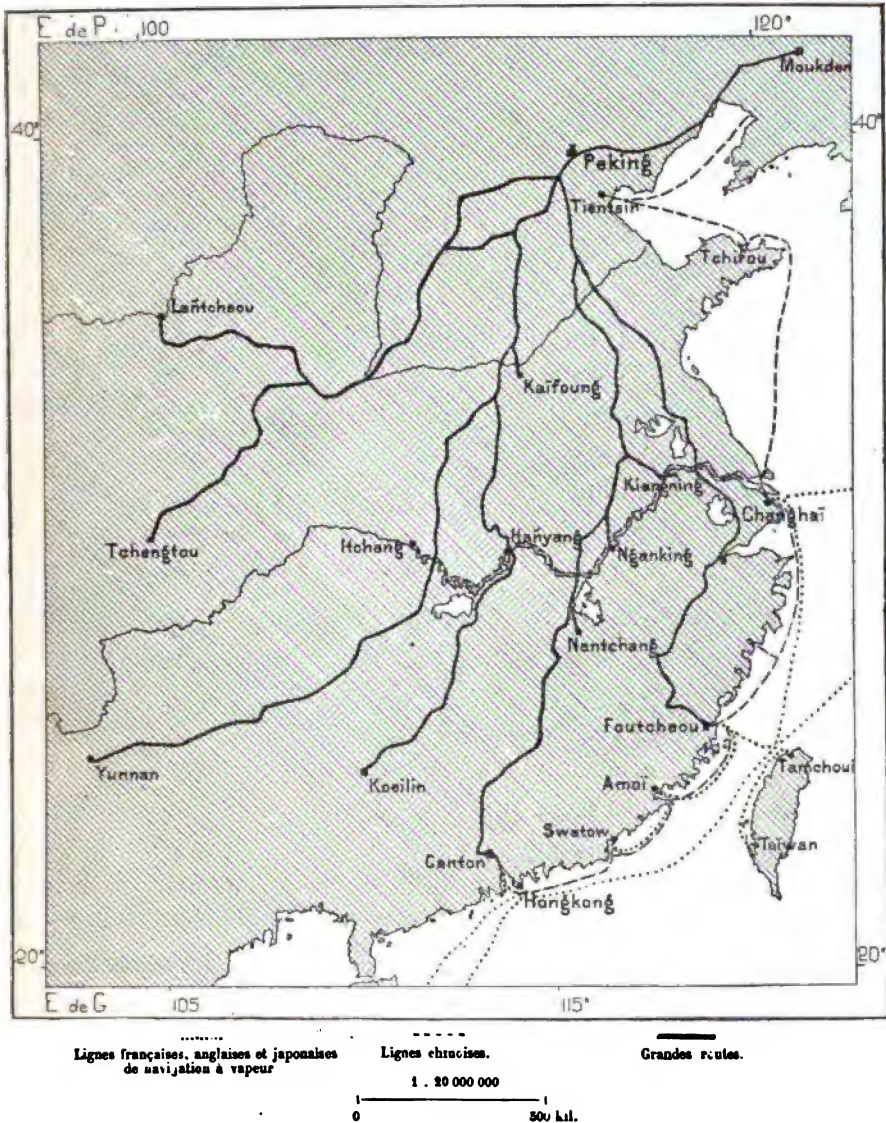 E. de P. 100 120°
Moukden
40° 40°
Peking
Tientsin
Tchifou
Lañtchaou
Kaïfoung
Kiangning
Changhaï
Tchengtou
Itchang
Hañyang
Nganking
Nantchang
Foutcheou
Yunnan
Koeilin
Tamchoui
Amoï
Swatow
Taïwan
Canton
Hongkong
20° 20°
E. de G. 105 115°
Lignes françaises, anglaises et japonaises
de navigation à vapeur
Lignes chinoises.
Grandes routes.
1 : 20 000 000
0 500 kil.